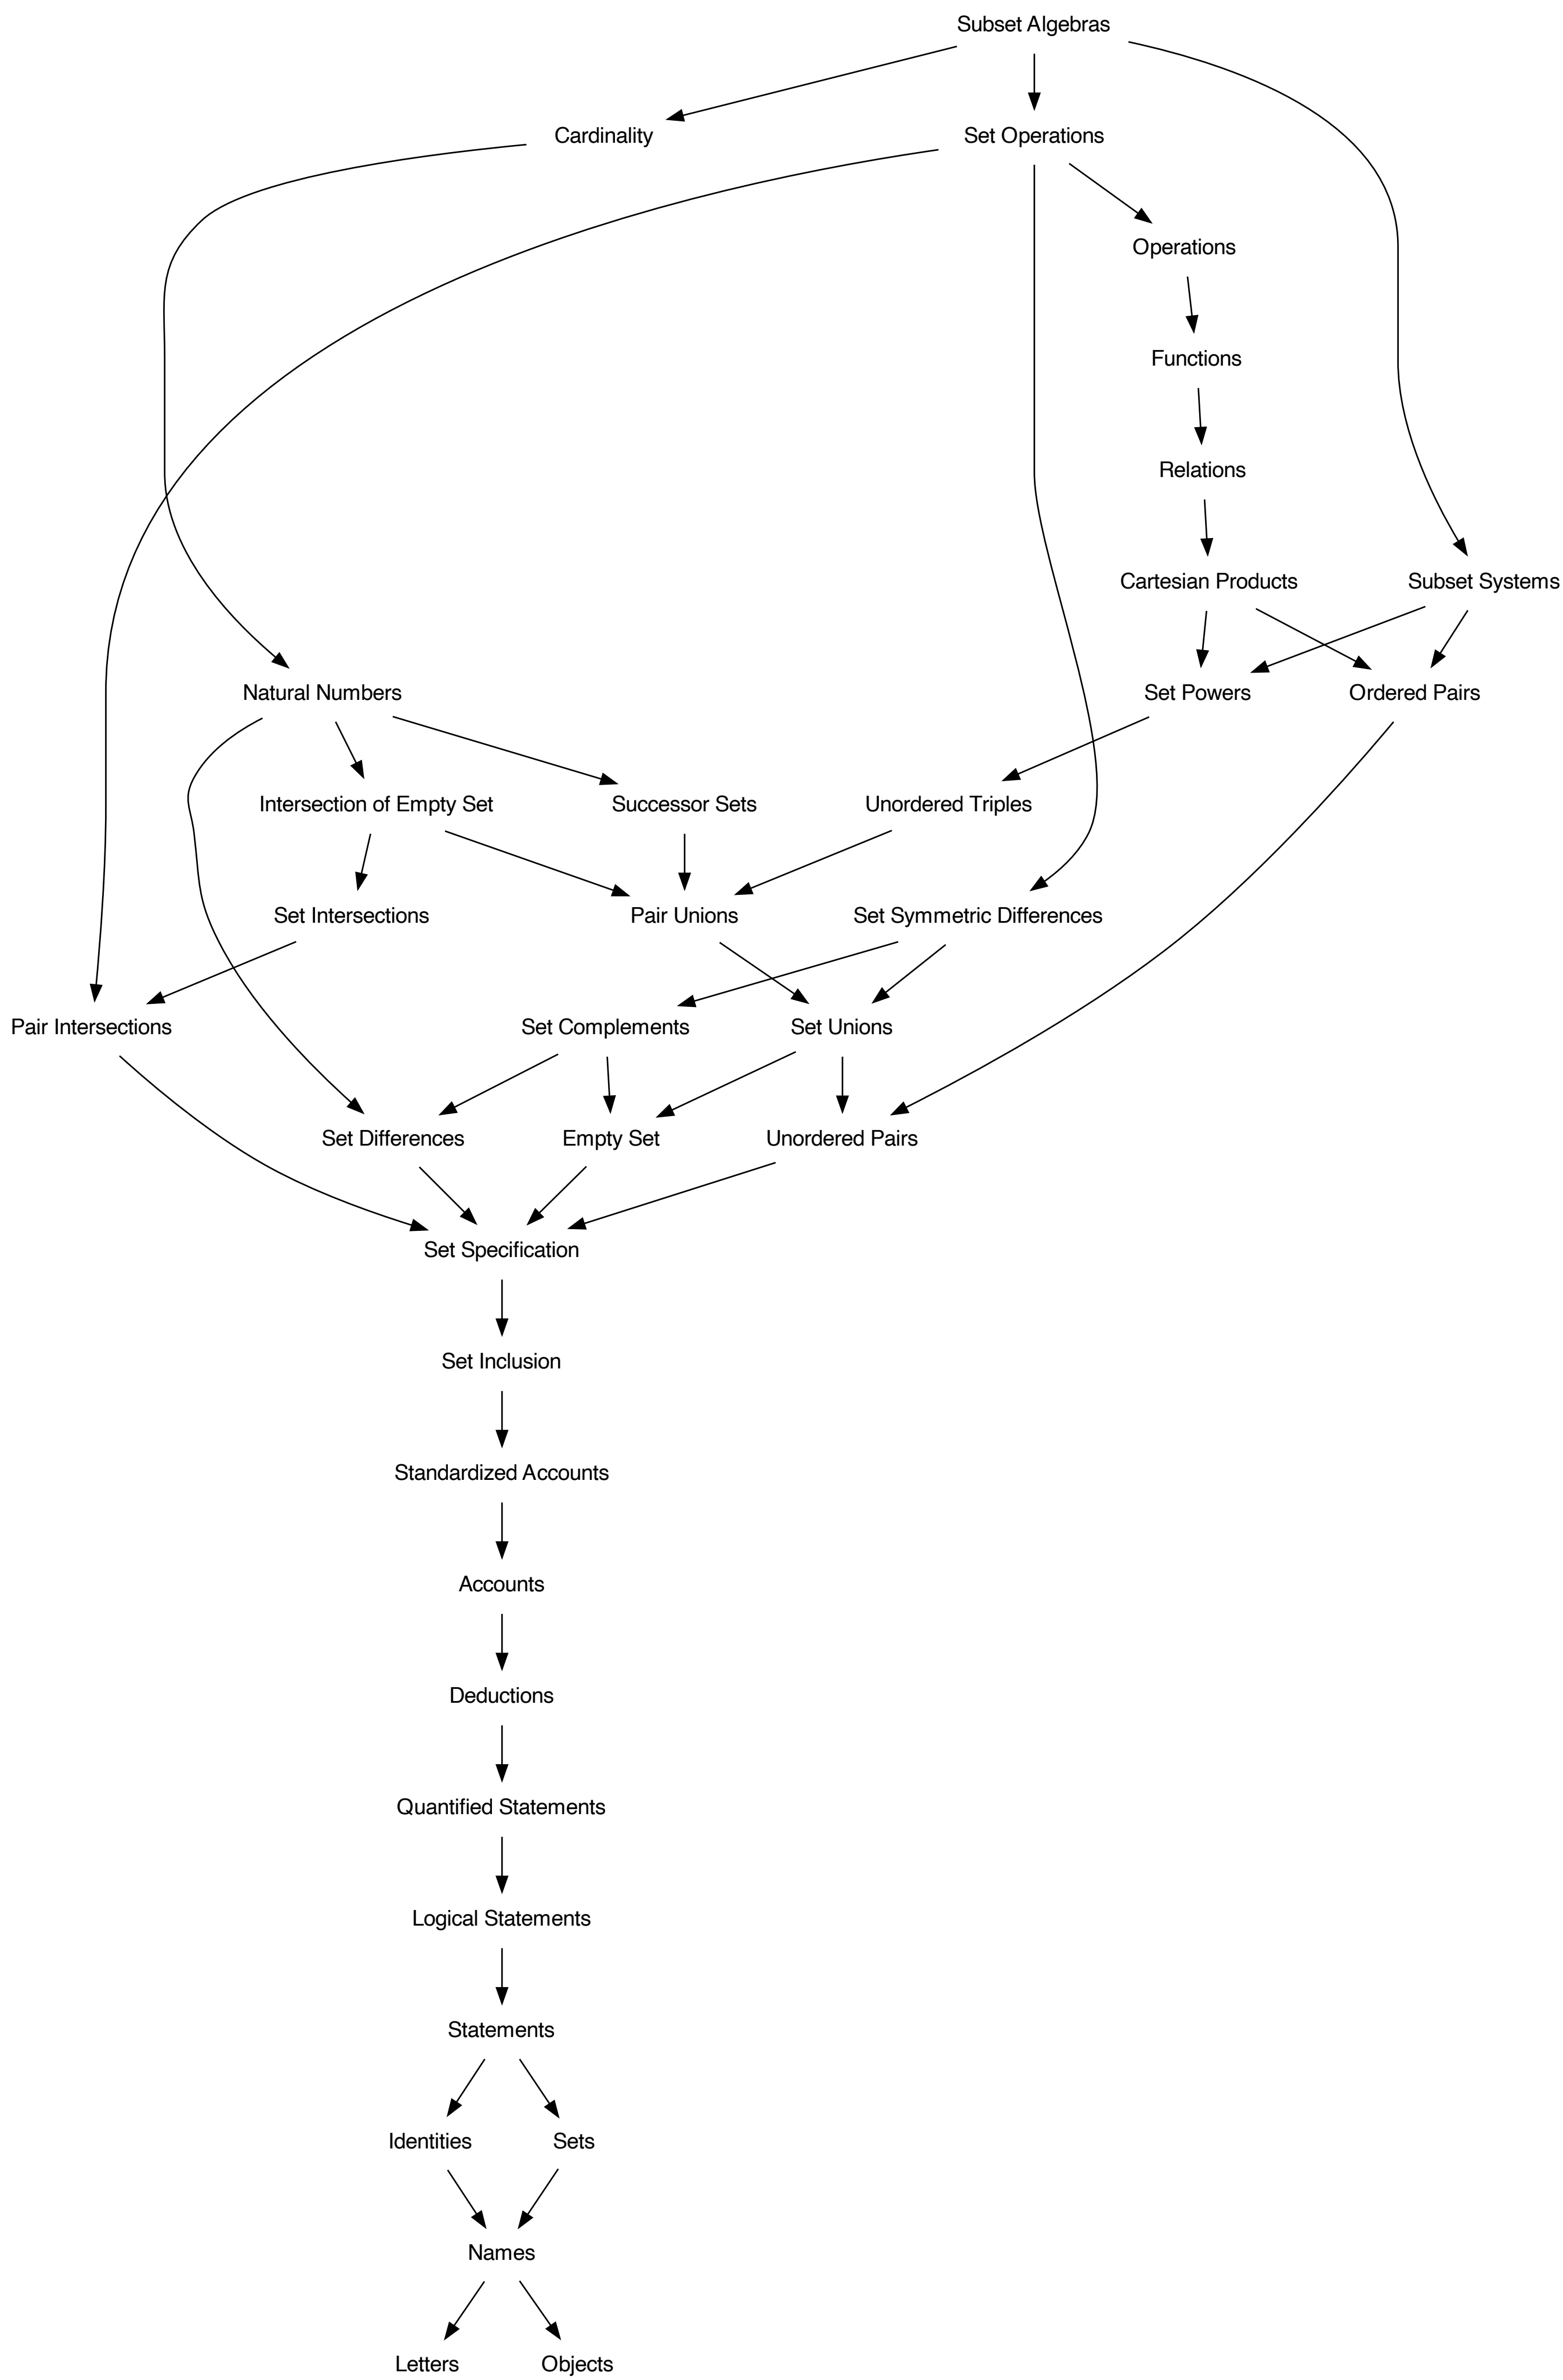 Subset Algebras
Cardinality
Set Operations
Operations
Functions
Relations
Cartesian Products
Subset Systems
Natural Numbers
Set Powers
Ordered Pairs
Intersection of Empty Set
Successor Sets
Unordered Triples
Set Intersections
Pair Unions
Set Symmetric Differences
Pair Intersections
Set Complements
Set Unions
Set Differences
Empty Set
Unordered Pairs
Set Specification
Set Inclusion
Standardized Accounts
Accounts
Deductions
Quantified Statements
Logical Statements
Statements
Identities
Sets
Names
Letters
Objects